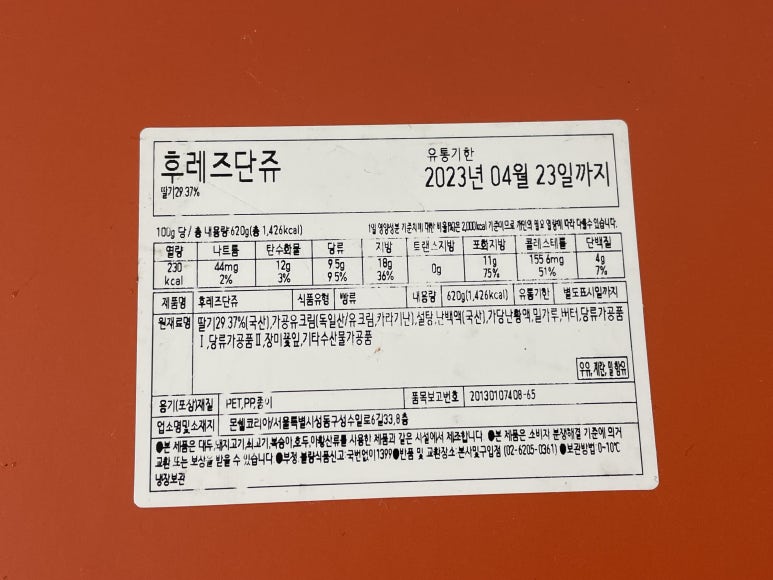 후레즈단쥬
딸기29.37%
유통기한
2023년 04월 23일까지
100g 당 / 총 내용량 620g(총 1,426kcal)
1일 영양성분 기준치에 대한 비율(%)은 2,000kcal 기준이므로 개인의 필요 열량에 따라 다를수 있습니다.
열량 나트륨 탄수화물 당류 지방 트랜스지방 포화지방 콜레스테롤 단백질
230 kcal 44mg 12g 9.5g 18g 0g 11g 155.6mg 4g
2% 3% 9.5% 36% 75% 51% 7%
제품명 후레즈단쥬 식품유형 빵류 내용량 620g(1,426kcal) 유통기한 별도표시일까지
원재료명 딸기29.37%(국산),가공유크림(독일산/유크림,카라기난),설탕,난백액(국산),가당난황액,밀가루,버터,당류가공품
Ⅰ,당류가공품Ⅱ,장미꽃잎,기타수산물가공품
우유, 계란, 밀 함유
용기(포장)재질 PET,PP,종이 품목보고번호 20130107408-65
업소명및소재지 몬쉘코리아/서울특별시성동구성수일로6길33,8층
●본 제품은 대두,돼지고기,쇠고기,복숭아,호두,아황산류를 사용한 제품과 같은 시설에서 제조합니다 ●본 제품은 소비자 분쟁해결 기준에 의거
교환 또는 보상을 받을 수 있습니다 ●부정·불량식품신고:국번없이1399●반품 및 교환장소:본사및구입점 (02-6205-0361) ●보관방법 0~10℃
냉장보관